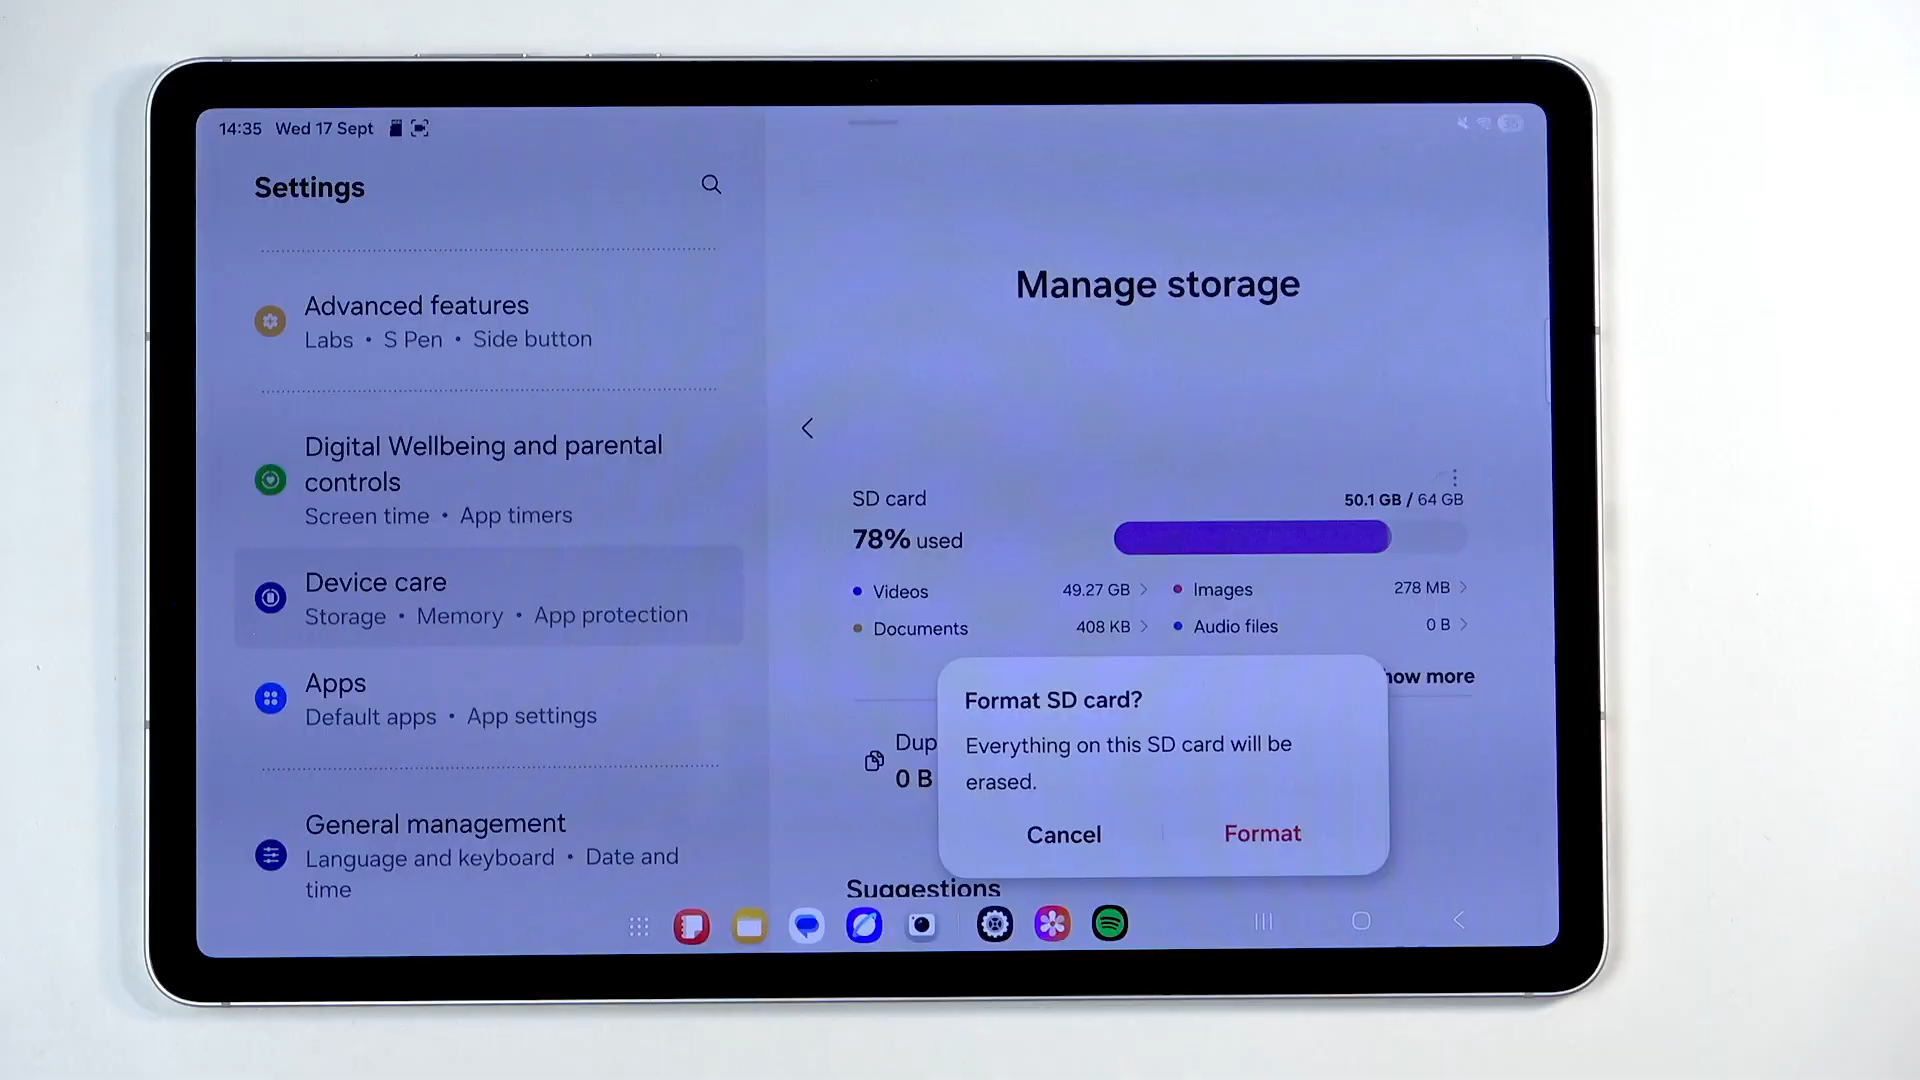 14:35 Wed 17 Sept
Settings
Advanced features
Labs • S Pen • Side button
Digital Wellbeing and parental
controls
Screen time • App timers
Device care
Storage • Memory • App protection
Apps
Default apps • App settings
General management
Language and keyboard • Date and
time
Manage storage
SD card
50.1 GB / 64 GB
78% used
Videos 49.27 GB
Images 278 MB
Documents 408 KB
Audio files 0 B
how more
Dup
0 B
Format SD card?
Everything on this SD card will be
erased.
Cancel
Format
Suggestions